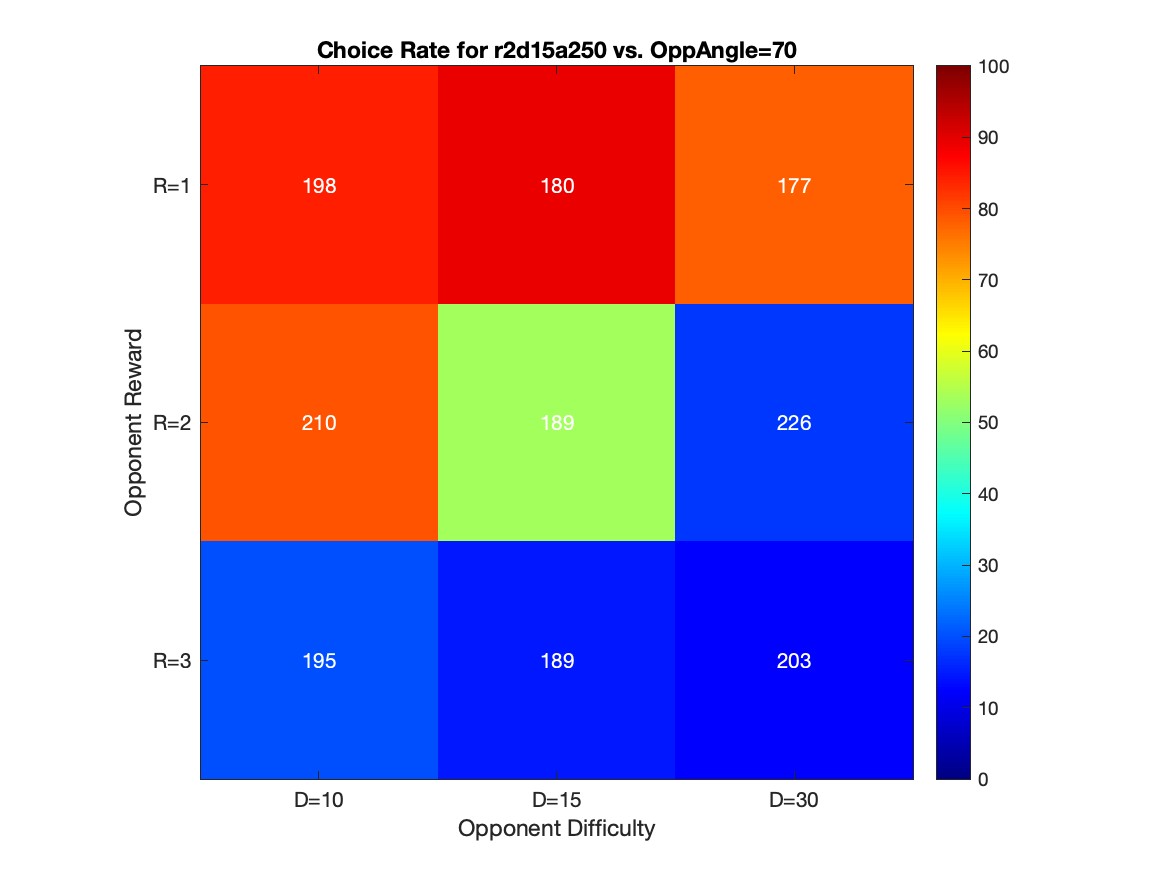 Choice Rate for r2d15a250 vs. OppAngle=70
R=1
198
180
177
R=2
210
189
226
R=3
195
189
203
D=10
D=15
D=30
Opponent Difficulty
Opponent Reward
100
90
80
70
60
50
40
30
20
10
0